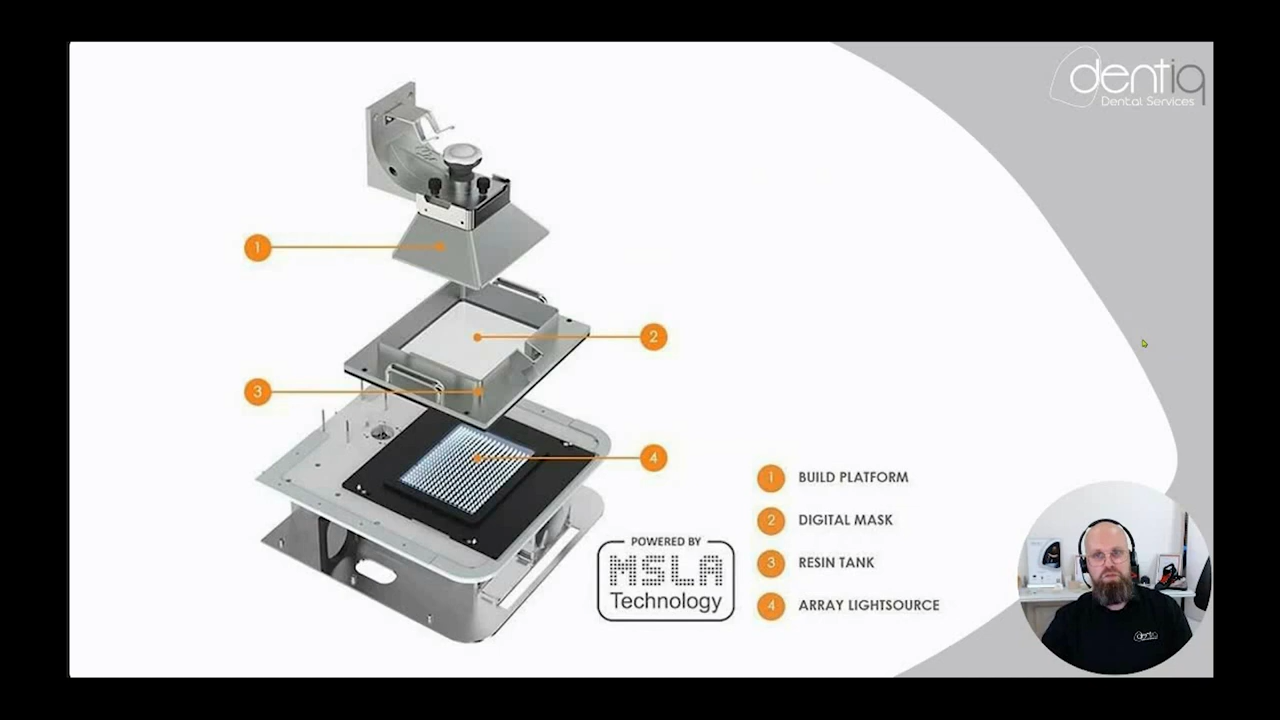 dentiq
Dental Services
1
2
3
4
POWERED BY
MSLA
Technology
1 BUILD PLATFORM
2 DIGITAL MASK
3 RESIN TANK
4 ARRAY LIGHTSOURCE
dentiq